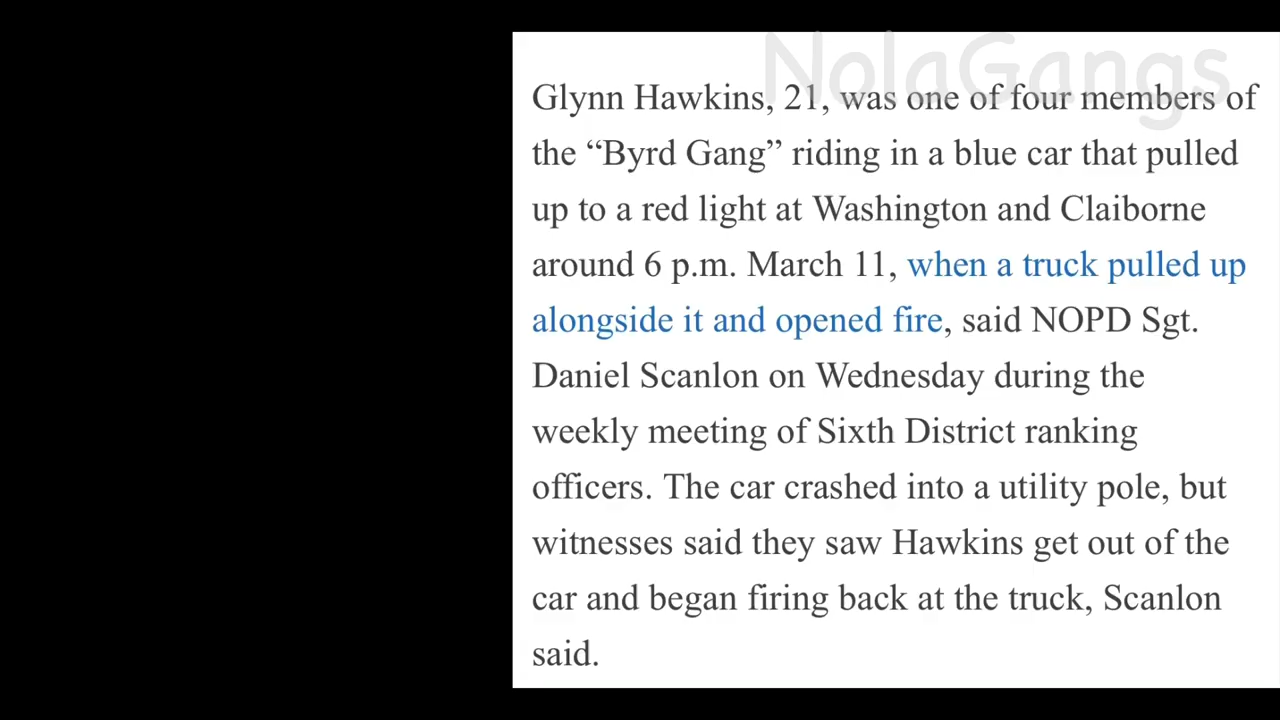 NolaGangs
Glynn Hawkins, 21, was one of four members of
the “Byrd Gang” riding in a blue car that pulled
up to a red light at Washington and Claiborne
around 6 p.m. March 11, when a truck pulled up
alongside it and opened fire, said NOPD Sgt.
Daniel Scanlon on Wednesday during the
weekly meeting of Sixth District ranking
officers. The car crashed into a utility pole, but
witnesses said they saw Hawkins get out of the
car and began firing back at the truck, Scanlon
said.